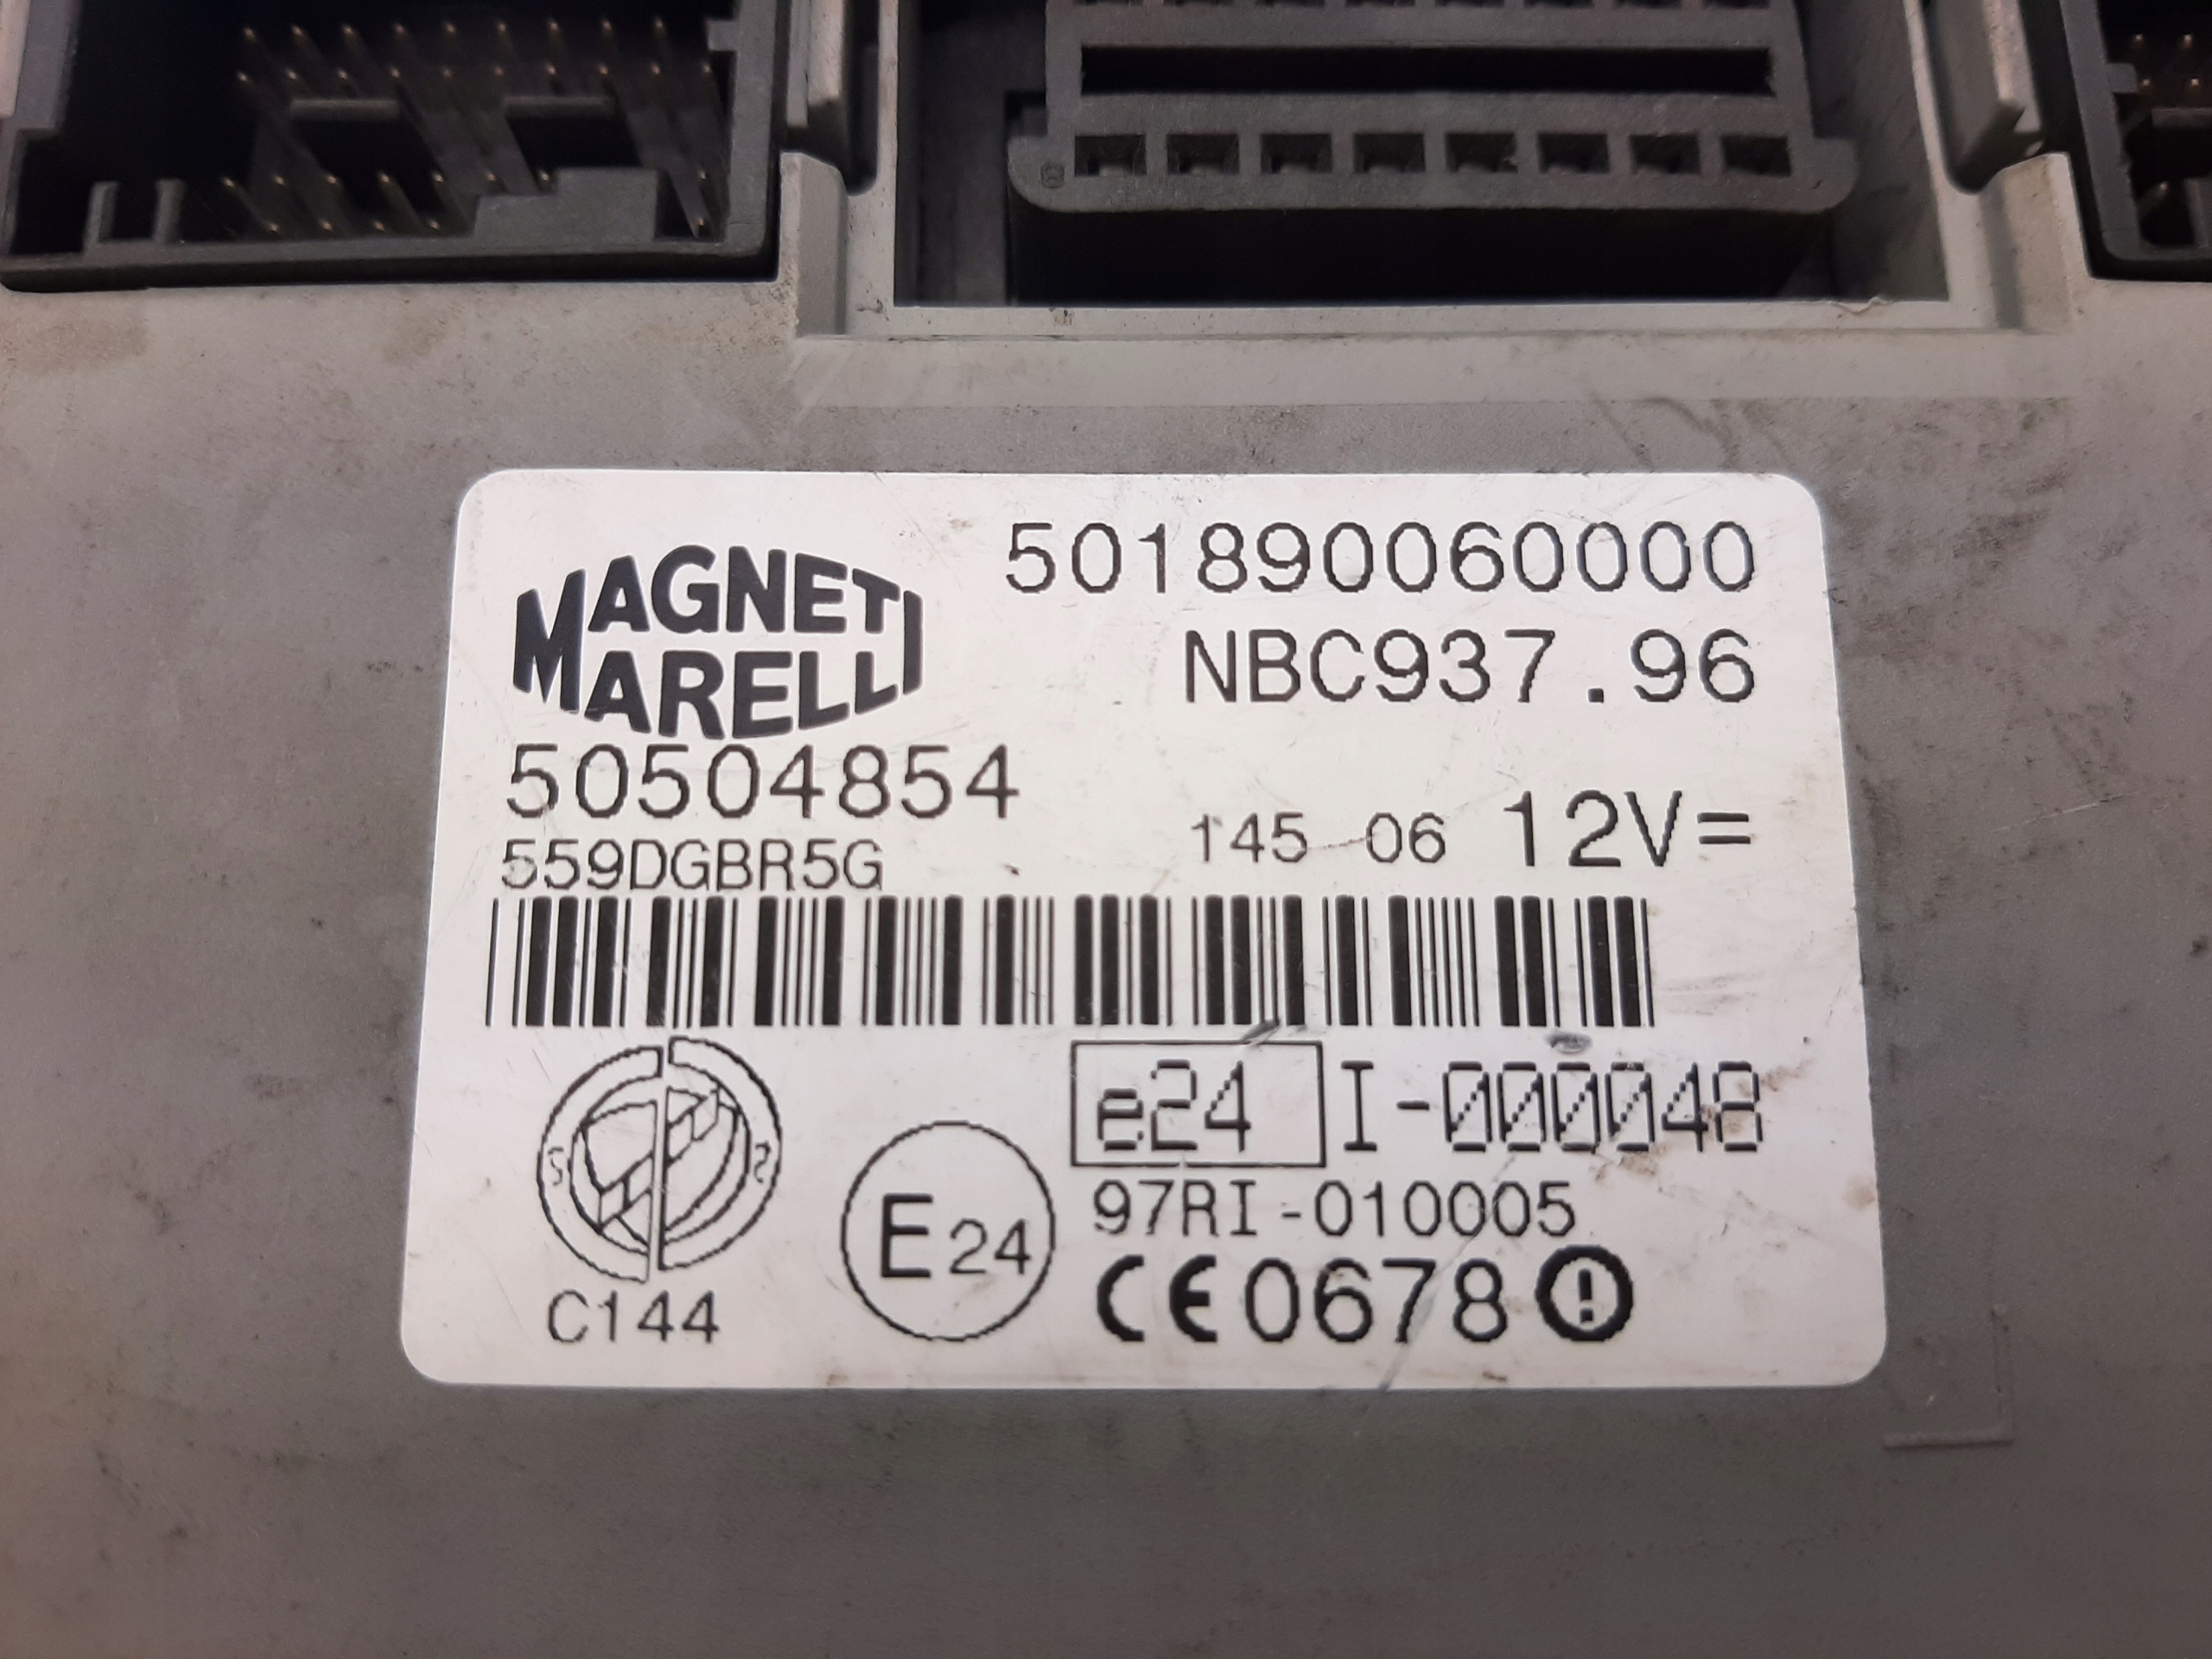 MAGNETI
MARELLI
501890060000
NBC937.96
50504854
559DGBR5G
145 06 12V=
e24 I-000048
97RI-010005
E24
C144
CE0678!